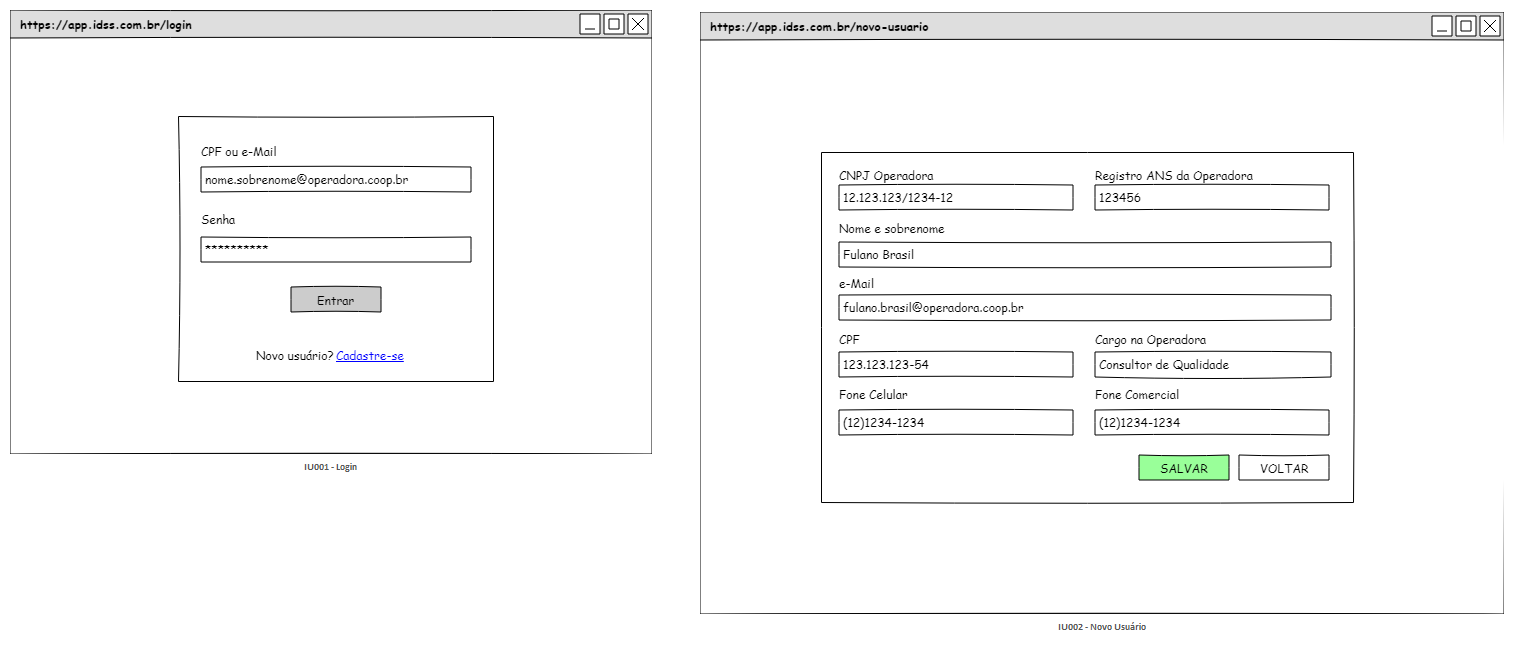 https://app.idss.com.br/login
CPF ou e-Mail
nome.sobrenome@operadora.coop.br
Senha
**********
Entrar
Novo usuário? Cadastre-se
IU001 - Login
https://app.idss.com.br/novo-usuario
CNPJ Operadora
Registro ANS da Operadora
12.123.123/1234-12
123456
Nome e sobrenome
Fulano Brasil
e-Mail
fulano.brasil@operadora.coop.br
CPF
Cargo na Operadora
123.123.123-54
Consultor de Qualidade
Fone Celular
Fone Comercial
(12)1234-1234
(12)1234-1234
SALVAR
VOLTAR
IU002 - Novo Usuário